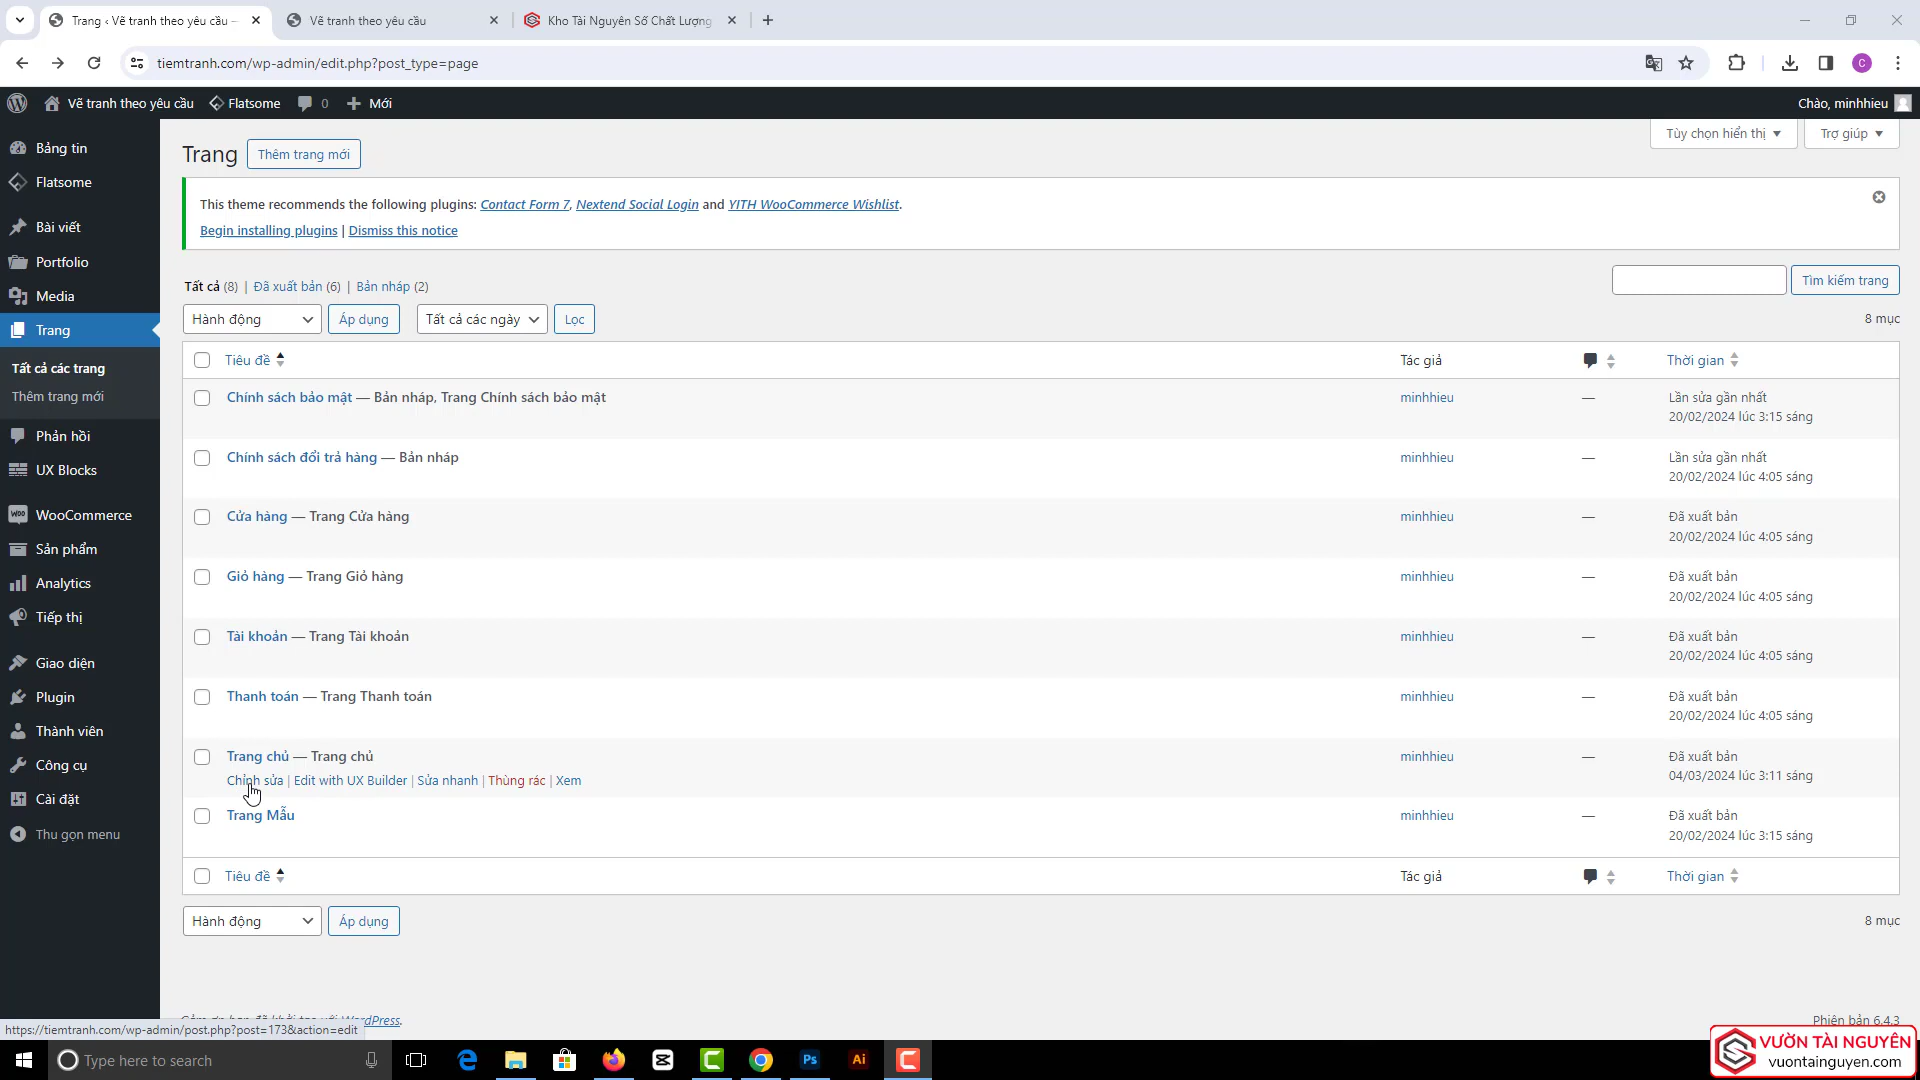 Trang ‹ Vẽ tranh theo yêu cầu —
Vẽ tranh theo yêu cầu
Kho Tài Nguyên Số Chất Lượng
tiemtranh.com/wp-admin/edit.php?post_type=page
C
Vẽ tranh theo yêu cầu
Flatsome
0
Mới
Chào, minhhieu
Tùy chọn hiển thị
Trợ giúp
Bảng tin
Flatsome
Bài viết
Portfolio
Media
Trang
Tất cả các trang
Thêm trang mới
Phản hồi
UX Blocks
WooCommerce
Sản phẩm
Analytics
Tiếp thị
Giao diện
Plugin
Thành viên
Công cụ
Cài đặt
Thu gọn menu
Trang
Thêm trang mới
This theme recommends the following plugins: Contact Form 7, Nextend Social Login and YITH WooCommerce Wishlist.
Begin installing plugins | Dismiss this notice
Tất cả (8) | Đã xuất bản (6) | Bản nháp (2)
Tìm kiếm trang
Hành động
Áp dụng
Tất cả các ngày
Lọc
8 mục
Tiêu đề
Tác giả
Thời gian
Chính sách bảo mật — Bản nháp, Trang Chính sách bảo mật
minhhieu
—
Lần sửa gần nhất
20/02/2024 lúc 3:15 sáng
Chính sách đổi trả hàng — Bản nháp
minhhieu
—
Lần sửa gần nhất
20/02/2024 lúc 4:05 sáng
Cửa hàng — Trang Cửa hàng
minhhieu
—
Đã xuất bản
20/02/2024 lúc 4:05 sáng
Giỏ hàng — Trang Giỏ hàng
minhhieu
—
Đã xuất bản
20/02/2024 lúc 4:05 sáng
Tài khoản — Trang Tài khoản
minhhieu
—
Đã xuất bản
20/02/2024 lúc 4:05 sáng
Thanh toán — Trang Thanh toán
minhhieu
—
Đã xuất bản
20/02/2024 lúc 4:05 sáng
Trang chủ — Trang chủ
Chỉnh sửa | Edit with UX Builder | Sửa nhanh | Thùng rác | Xem
minhhieu
—
Đã xuất bản
04/03/2024 lúc 3:11 sáng
Trang Mẫu
minhhieu
—
Đã xuất bản
20/02/2024 lúc 3:15 sáng
Tiêu đề
Tác giả
Thời gian
Hành động
Áp dụng
8 mục
WordPress.
Phiên bản 6.4.3
https://tiemtranh.com/wp-admin/post.php?post=173&action=edit
Type here to search
Ps
Ai
VƯỜN TÀI NGUYÊN
vuontainguyen.com